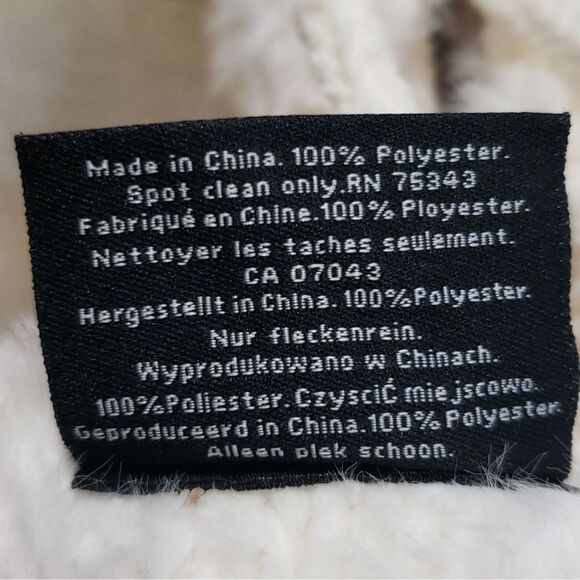 Made in China. 100% Polyester.
Spot clean only.RN 75343
Fabriqué en Chine.100% Ployester.
Nettoyer les taches seulement.
CA 07043
Hergestellt in China. 100%Polyester.
Nur fleckenrein.
Wyprodukowano w Chinach.
100%Poliester. CzysciĆ miejscowo.
Geproduceerd in China.100% Polyester
Alleen plek schoon.